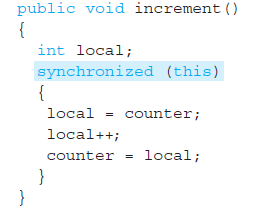 public void increment()
{
int local;
synchronized (this)
{
local = counter;
local++;
counter = local;
}
}